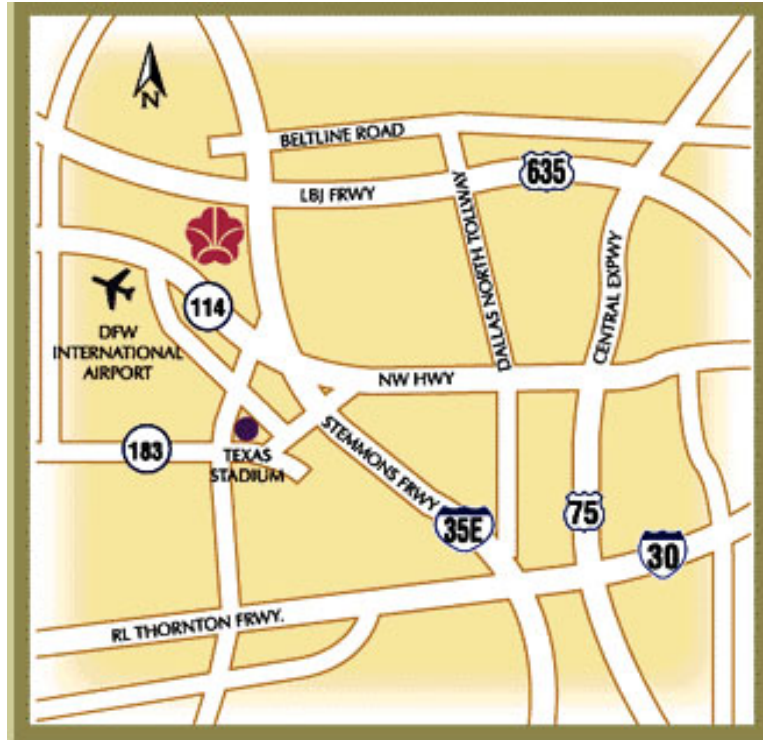 N
BELTLINE ROAD
635
LBJ FRWY
DALLAS NORTH TOLLWAY
CENTRAL EXPWY
114
DFW
INTERNATIONAL
AIRPORT
NW HWY
183
TEXAS
STADIUM
STEMMONS FRWY
35E
75
30
RL THORNTON FRWY.